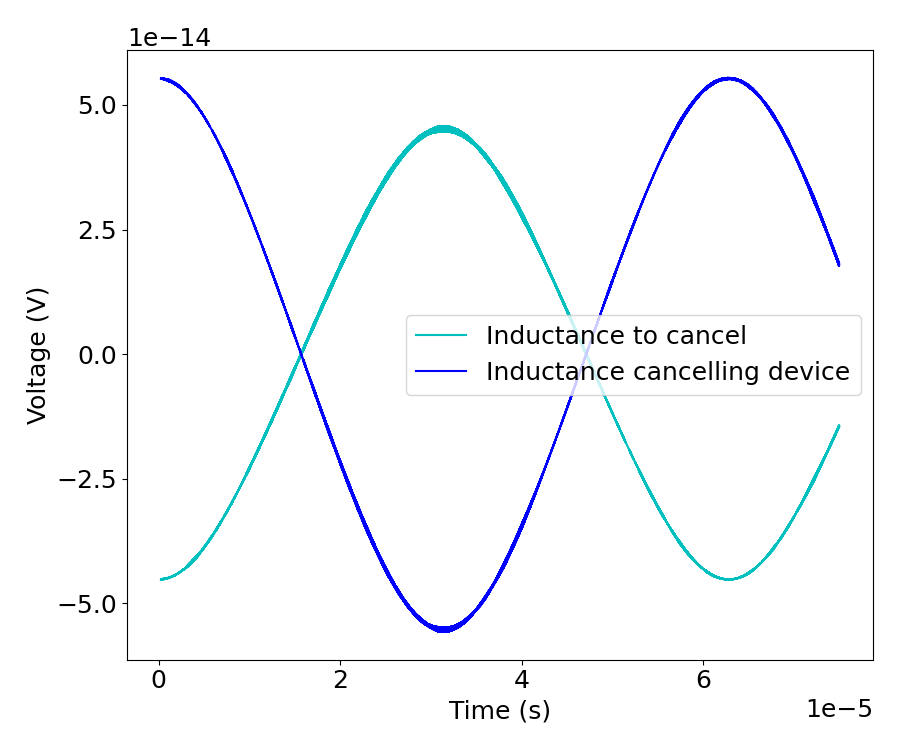 1e−14
5.0
2.5
0.0
−2.5
−5.0
Voltage (V)
Inductance to cancel
Inductance cancelling device
0
2
4
6
Time (s)
1e−5